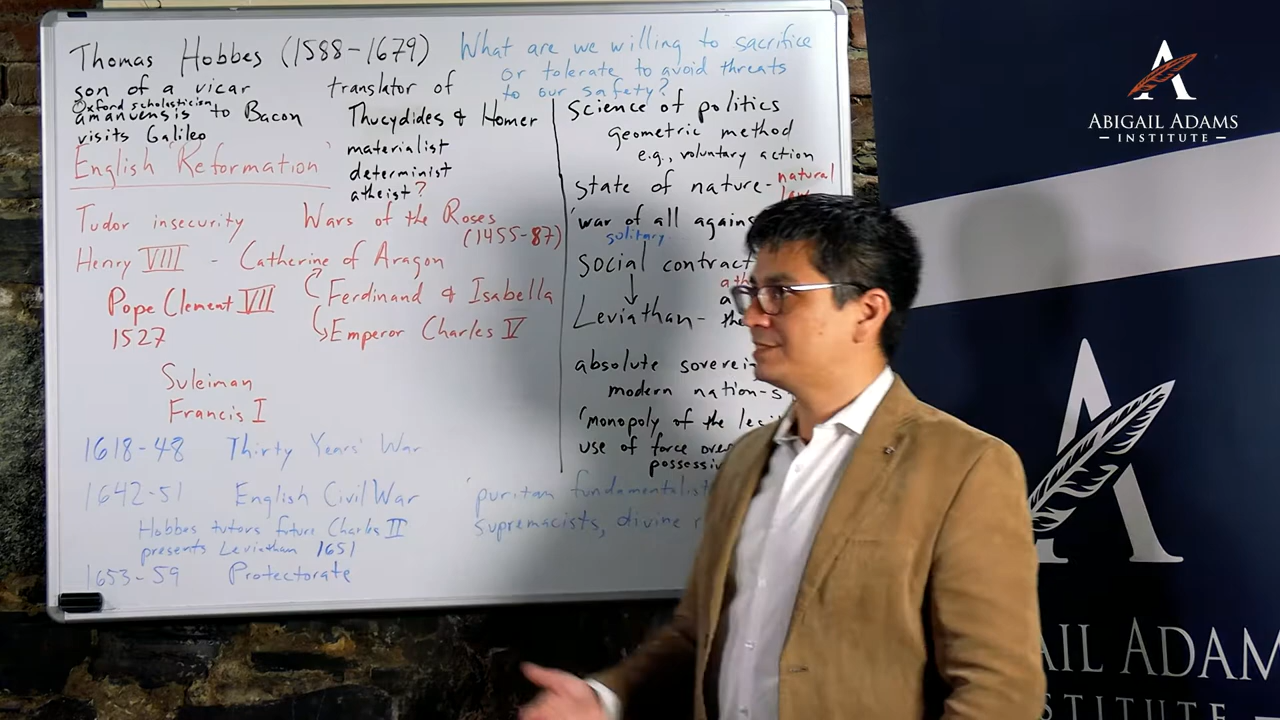 Thomas Hobbes (1588-1679)
son of a vicar
Oxford scholasticism
amanuensis to Bacon
visits Galileo
translator of
Thucydides & Homer
materialist
determinist
atheist?
What are we willing to sacrifice
or tolerate to avoid threats
to our safety?
'English Reformation'
Tudor insecurity Wars of the Roses
(1455-87)
Henry VIII - Catherine of Aragon
Pope Clement VII
1527
Ferdinand & Isabella
Emperor Charles V
Suleiman
Francis I
1618-48 Thirty Years' War
1642-51 English Civil War
Hobbes tutors future Charles II
presents Leviathan 1651
1653-59 Protectorate
Science of politics
geometric method
e.g., voluntary action
state of nature - natural
law
'war of all agains
solitary
social contract
Leviathan -
absolute soverei
modern nation-s
'monopoly of the legi
use of force over
possessi
'puritan fundamentalist
supremacists, divine r
ABIGAIL ADAMS
— INSTITUTE —
AIL ADAM
STITUTE —